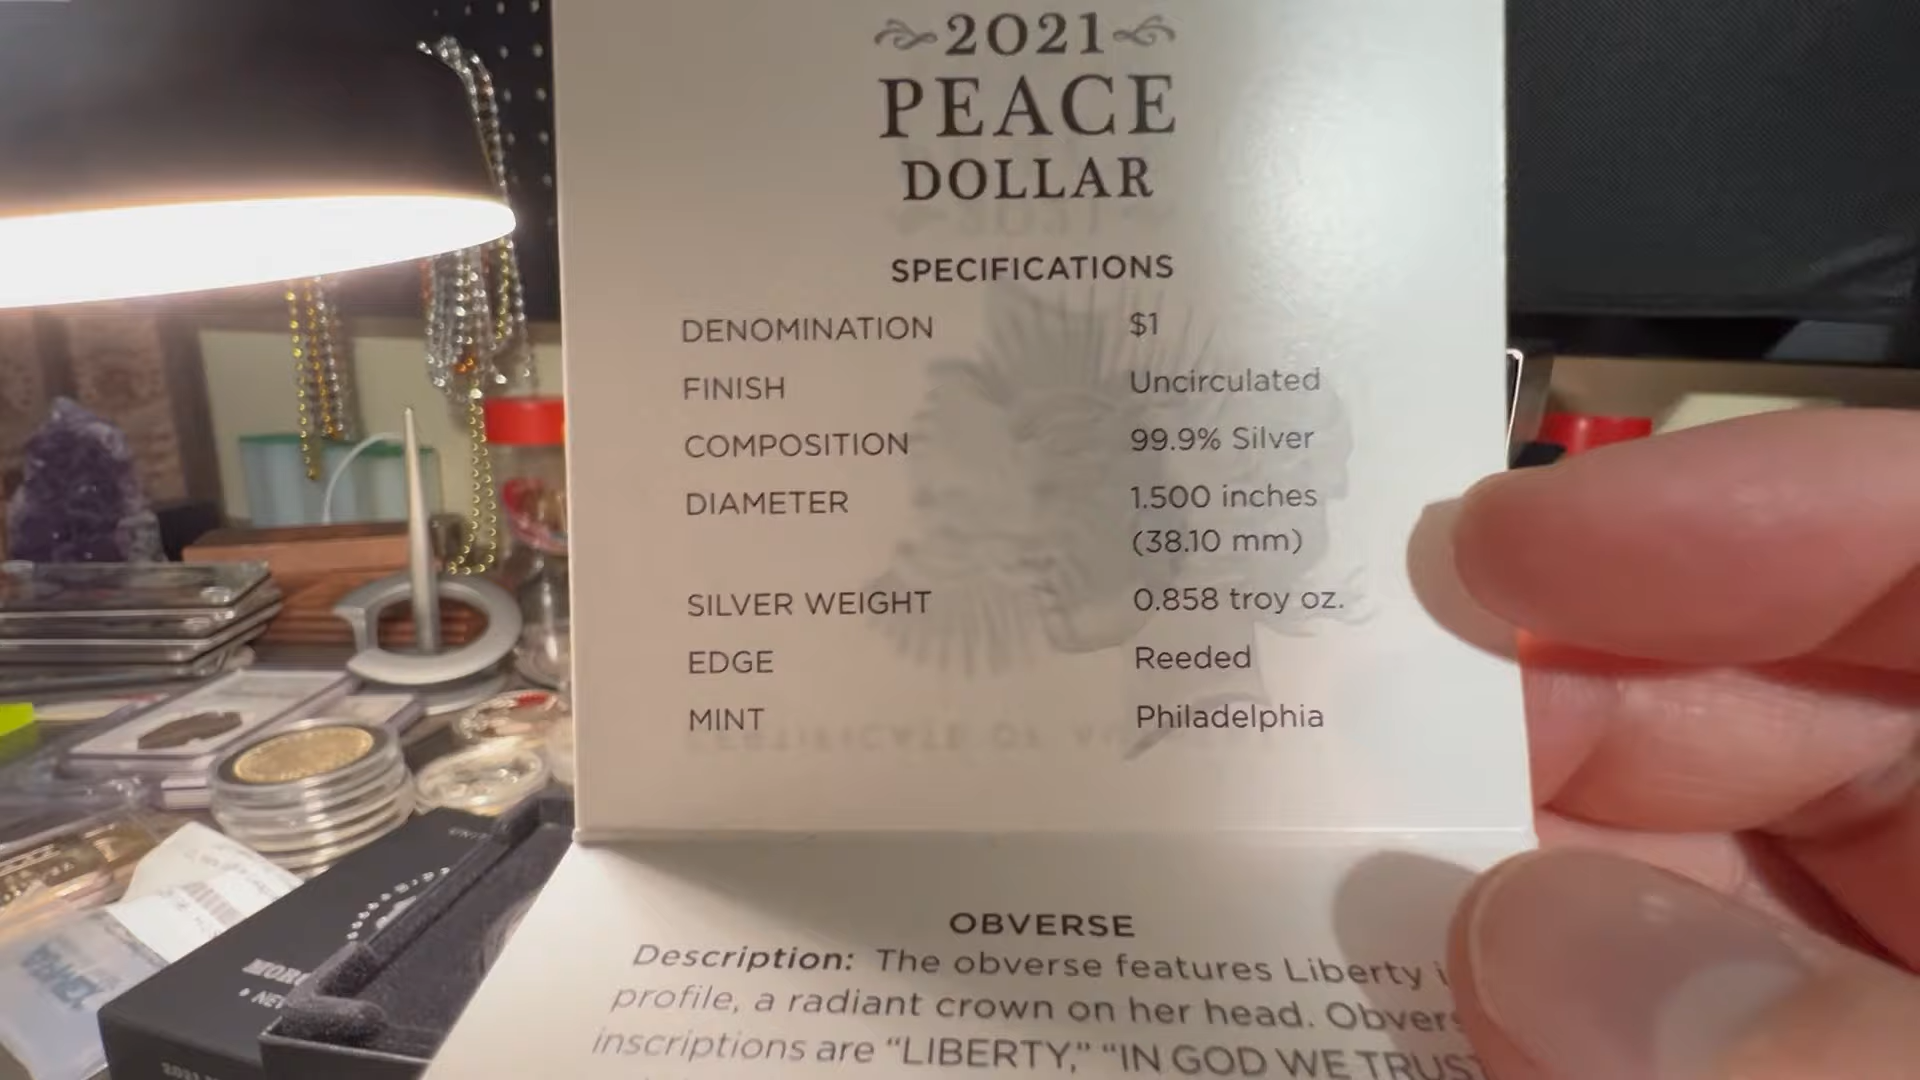 2021
PEACE
DOLLAR
SPECIFICATIONS
DENOMINATION $1
FINISH Uncirculated
COMPOSITION 99.9% Silver
DIAMETER 1.500 inches
(38.10 mm)
SILVER WEIGHT 0.858 troy oz.
EDGE Reeded
MINT Philadelphia
OBVERSE
Description: The obverse features Liberty
profile, a radiant crown on her head.
inscriptions are “LIBERTY,” “IN GOD WE TRUST